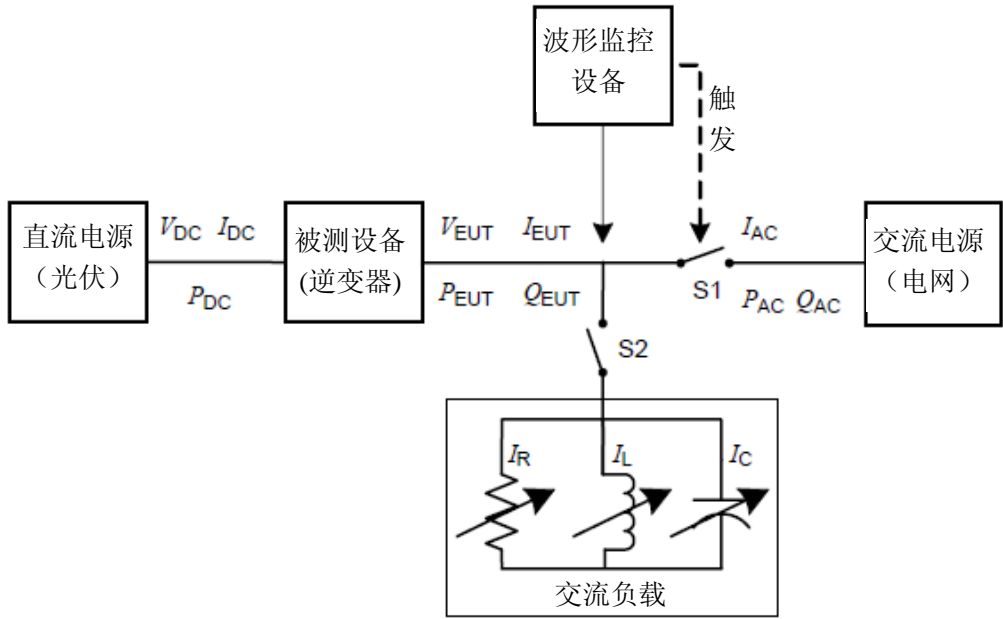 波形监控
设备
触
发
直流电源
（光伏）
V_DC I_DC
P_DC
被测设备
(逆变器)
V_EUT I_EUT
P_EUT Q_EUT
I_AC
S1
P_AC Q_AC
交流电源
（电网）
S2
I_R
I_L
I_C
交流负载